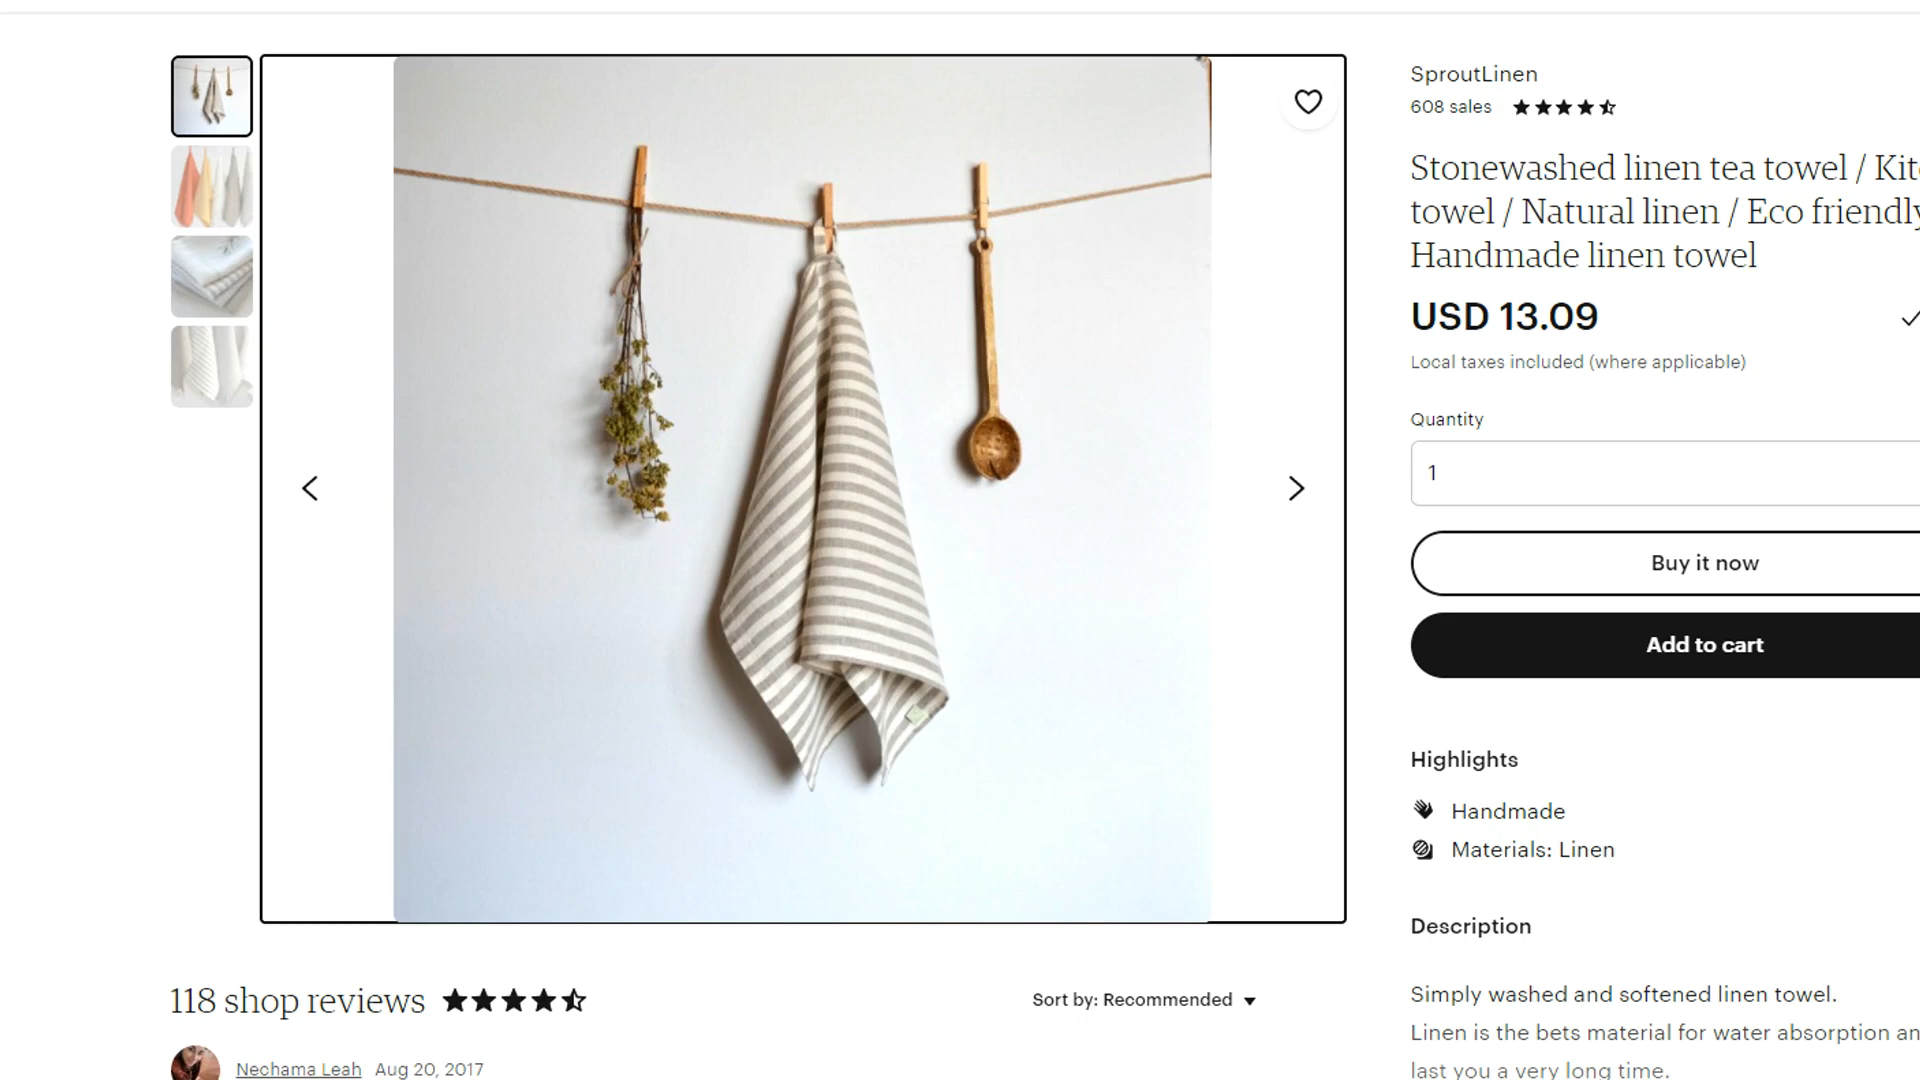 SproutLinen
608 sales
Stonewashed linen tea towel /
towel / Natural linen / Eco friendly
Handmade linen towel
USD 13.09
Local taxes included (where applicable)
Quantity
1
Buy it now
Add to cart
Highlights
Handmade
Materials: Linen
Description
Simply washed and softened linen towel.
Linen is the bets material for water absorption
last you a very long time.
118 shop reviews
Sort by: Recommended
Nechama Leah Aug 20, 2017